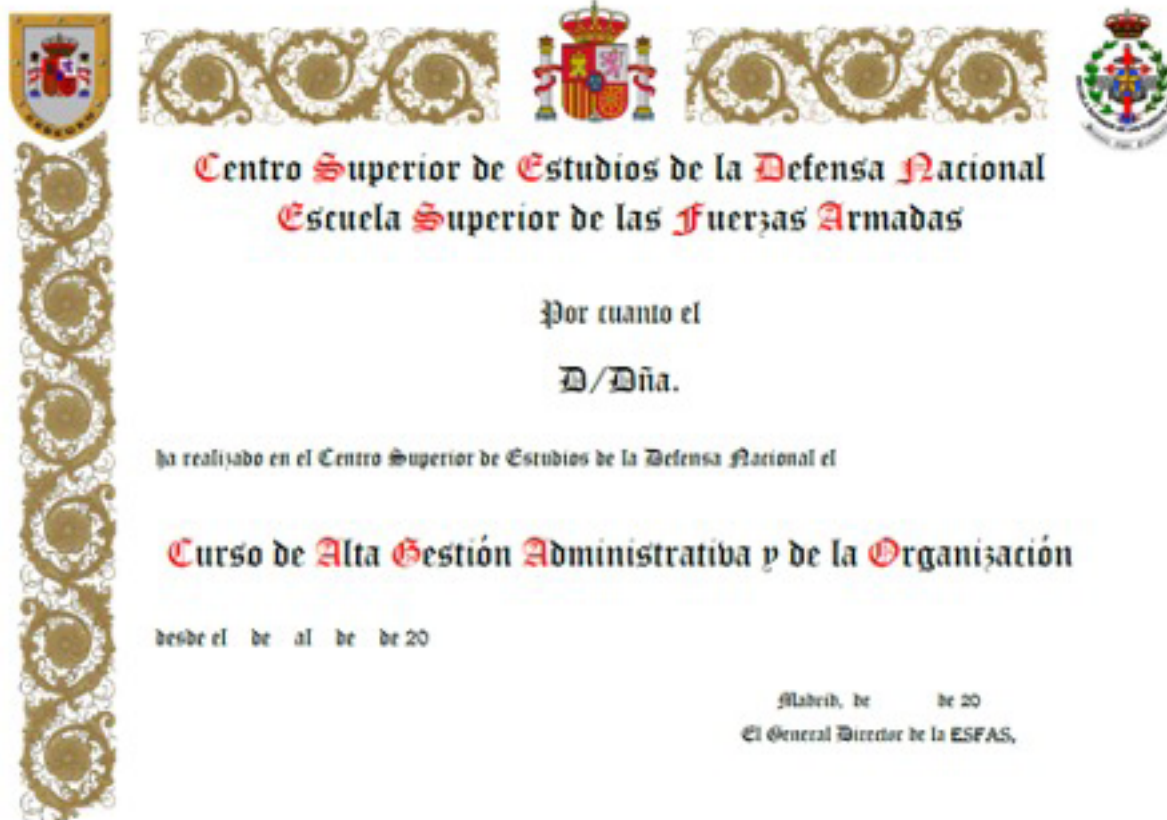 CESEDEN
Centro Superior de Estudios de la Defensa Nacional
Escuela Superior de las Fuerzas Armadas
Por cuanto el
D/Dña.
ha realizado en el Centro Superior de Estudios de la Defensa Nacional el
Curso de Alta Gestión Administrativa y de la Organización
desde el de al de de 20
Madrid, de de 20
El General Director de la ESFAS,